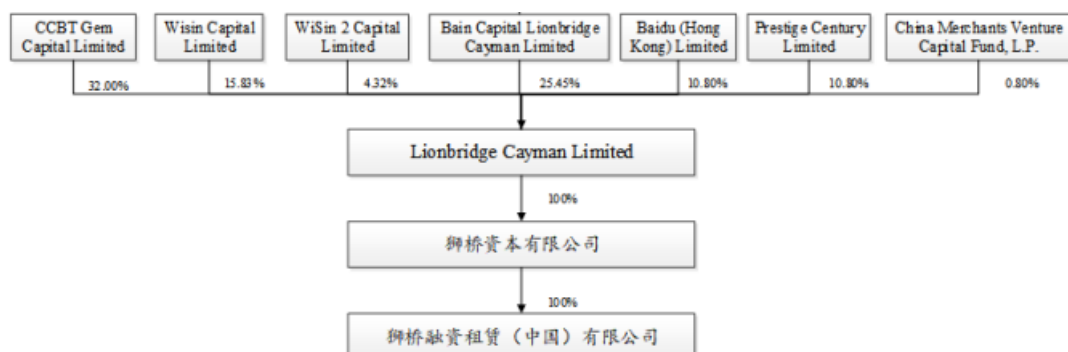 CCBT Gem
Capital Limited
Wisin Capital
Limited
WiSin 2 Capital
Limited
Bain Capital Lionbridge
Cayman Limited
Baidu (Hong
Kong) Limited
Prestige Century
Limited
China Merchants Venture
Capital Fund, L.P.
32.00%
15.83%
4.32%
25.45%
10.80%
10.80%
0.80%
Lionbridge Cayman Limited
100%
狮桥资本有限公司
100%
狮桥融资租赁（中国）有限公司